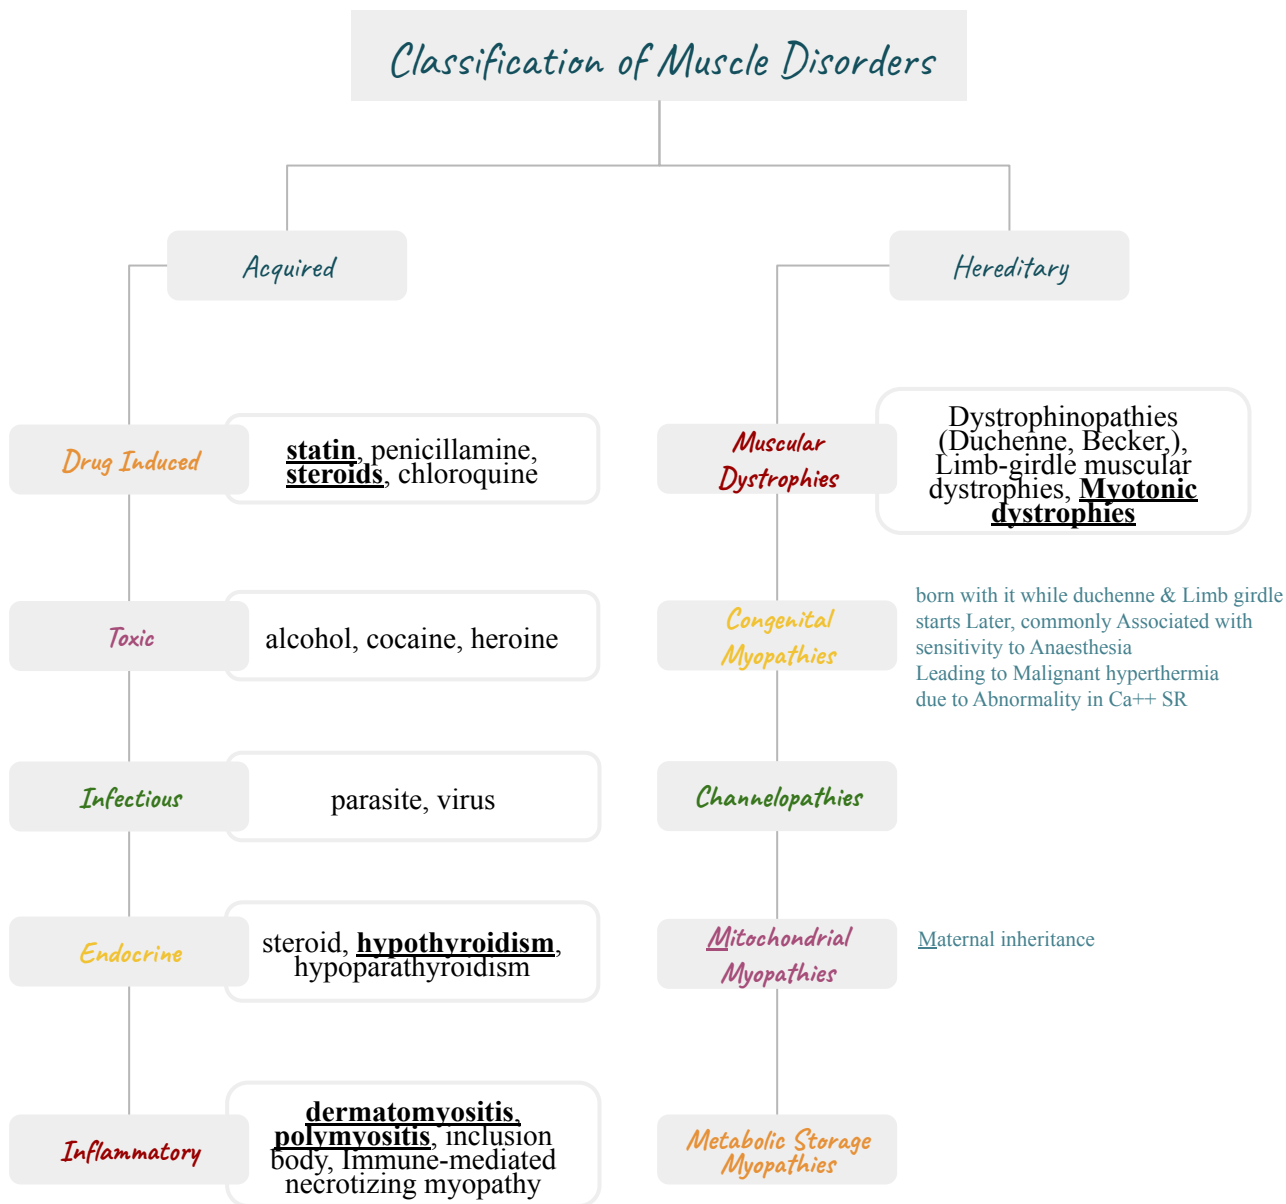 Classification of Muscle Disorders
Acquired
Drug Induced
statin, penicillamine,
steroids, chloroquine
Toxic
alcohol, cocaine, heroine
Infectious
parasite, virus
Endocrine
steroid, hypothyroidism,
hypoparathyroidism
Inflammatory
dermatomyositis,
polymyositis, inclusion
body, Immune-mediated
necrotizing myopathy
Hereditary
Muscular
Dystrophies
Dystrophinopathies
(Duchenne, Becker,),
Limb-girdle muscular
dystrophies, Myotonic
dystrophies
Congenital
Myopathies
born with it while duchenne & Limb girdle
starts Later, commonly Associated with
sensitivity to Anaesthesia
Leading to Malignant hyperthermia
due to Abnormality in Ca++ SR
Channelopathies
Mitochondrial
Myopathies
Maternal inheritance
Metabolic Storage
Myopathies